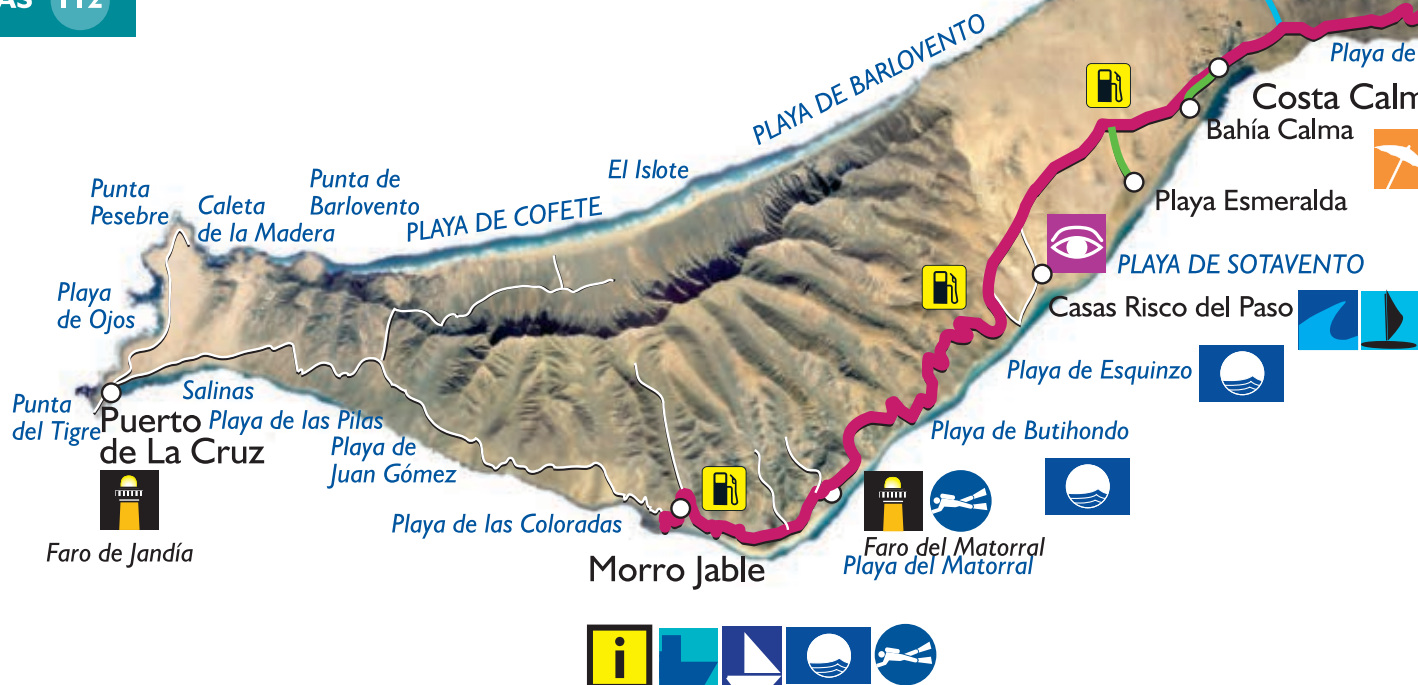 AS 112
PLAYA DE BARLOVENTO
Playa de
Costa Calm
Bahía Calma
El Islote
Punta
Pesebre
Caleta
de la Madera
Punta de
Barlovento
PLAYA DE COFETE
Playa Esmeralda
PLAYA DE SOTAVENTO
Playa
de Ojos
Casas Risco del Paso
Playa de Esquinzo
Punta
del Tigre
Salinas
Puerto
de La Cruz
Playa de las Pilas
Playa de
Juan Gómez
Playa de Butihondo
Playa de las Coloradas
Faro de Jandía
Faro del Matorral
Playa del Matorral
Morro Jable
i